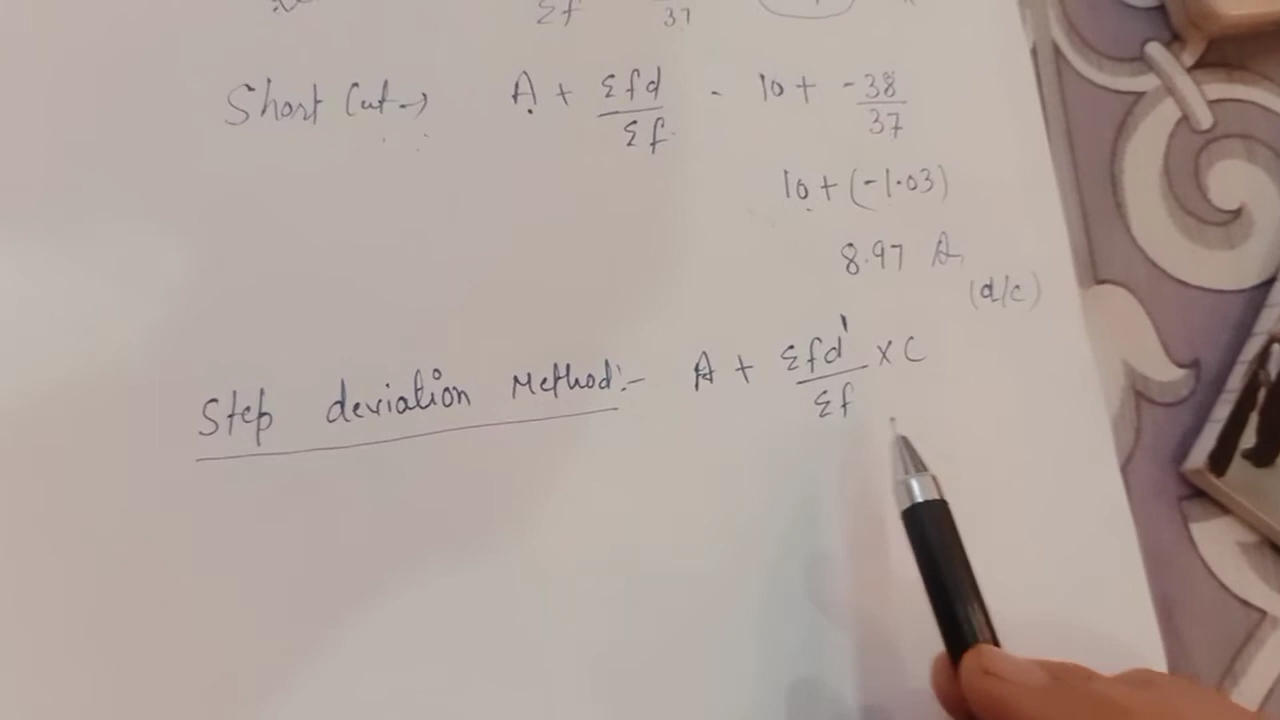 Σf 37
Short Cut → A + Σfd/Σf - 10 + -38/37
10 + (-1.03)
8.97 A
(d/c)
Step deviation Method:- A + Σfd'/Σf × C